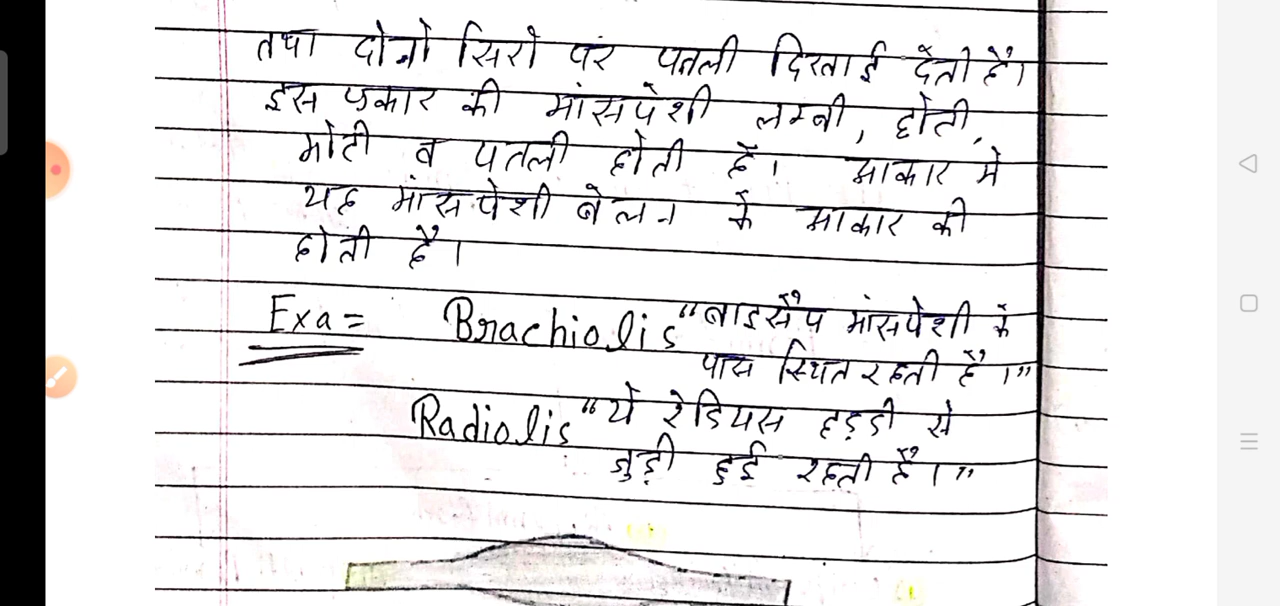 तथा दोनो सिरो पर पतली दिखाई देती हैं।
इस प्रकार की मांसपेशी लम्बी, होती,
मोटी व पतली होती है। आकार मे
यह मांसपेशी बेलन के आकार की
होती है।
Exa = Brachiolis "बाइसैप मांसपेशी के
पास स्थित रहती है।"
Radiolis "ये रेडियस हड्डी से
जुड़ी हुई रहती है।"